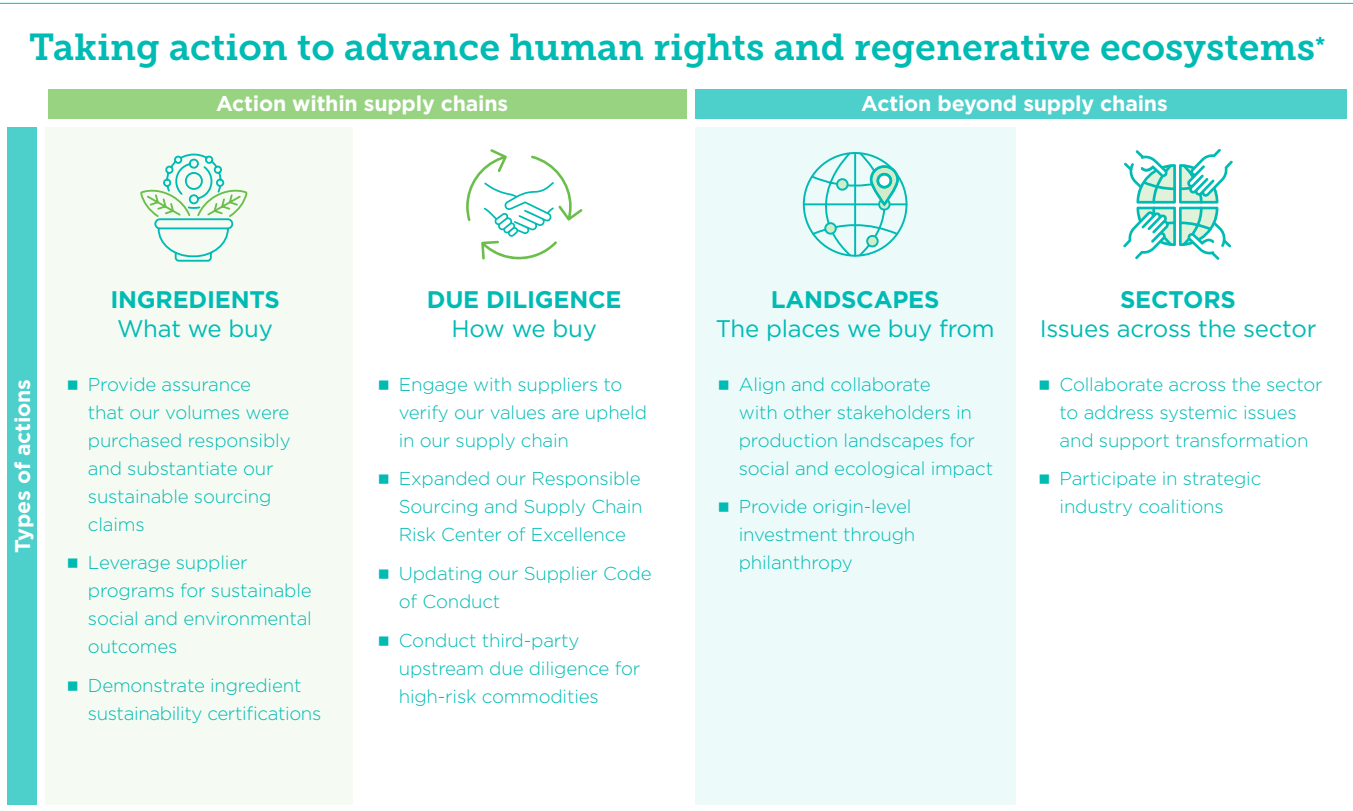 Taking action to advance human rights and regenerative ecosystems*
Action within supply chains
Action beyond supply chains
Types of actions
INGREDIENTS
What we buy
■ Provide assurance
that our volumes were
purchased responsibly
and substantiate our
sustainable sourcing
claims
■ Leverage supplier
programs for sustainable
social and environmental
outcomes
■ Demonstrate ingredient
sustainability certifications
DUE DILIGENCE
How we buy
■ Engage with suppliers to
verify our values are upheld
in our supply chain
■ Expanded our Responsible
Sourcing and Supply Chain
Risk Center of Excellence
■ Updating our Supplier Code
of Conduct
■ Conduct third-party
upstream due diligence for
high-risk commodities
LANDSCAPES
The places we buy from
■ Align and collaborate
with other stakeholders in
production landscapes for
social and ecological impact
■ Provide origin-level
investment through
philanthropy
SECTORS
Issues across the sector
■ Collaborate across the sector
to address systemic issues
and support transformation
■ Participate in strategic
industry coalitions